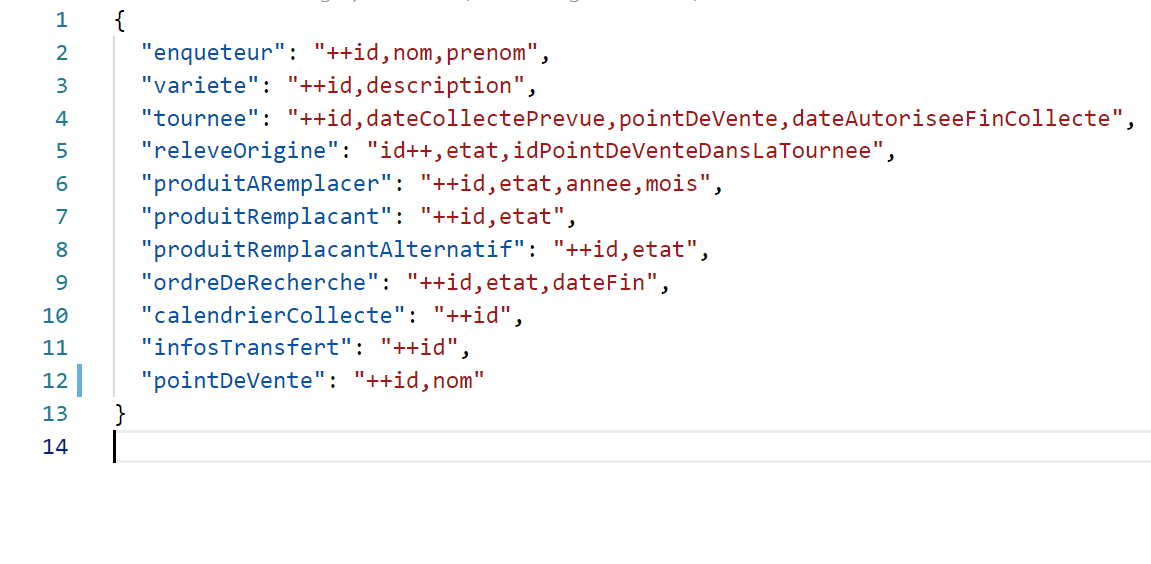 1 {
2 "enqueteur": "++id,nom,prenom",
3 "variete": "++id,description",
4 "tournee": "++id,dateCollectePrevue,pointDeVente,dateAutoriseeFinCollecte",
5 "releveOrigine": "id++,etat,idPointDeVenteDansLaTournee",
6 "produitARemplacer": "++id,etat,annee,mois",
7 "produitRemplacant": "++id,etat",
8 "produitRemplacantAlternatif": "++id,etat",
9 "ordreDeRecherche": "++id,etat,dateFin",
10 "calendrierCollecte": "++id",
11 "infosTransfert": "++id",
12 "pointDeVente": "++id,nom"
13 }
14